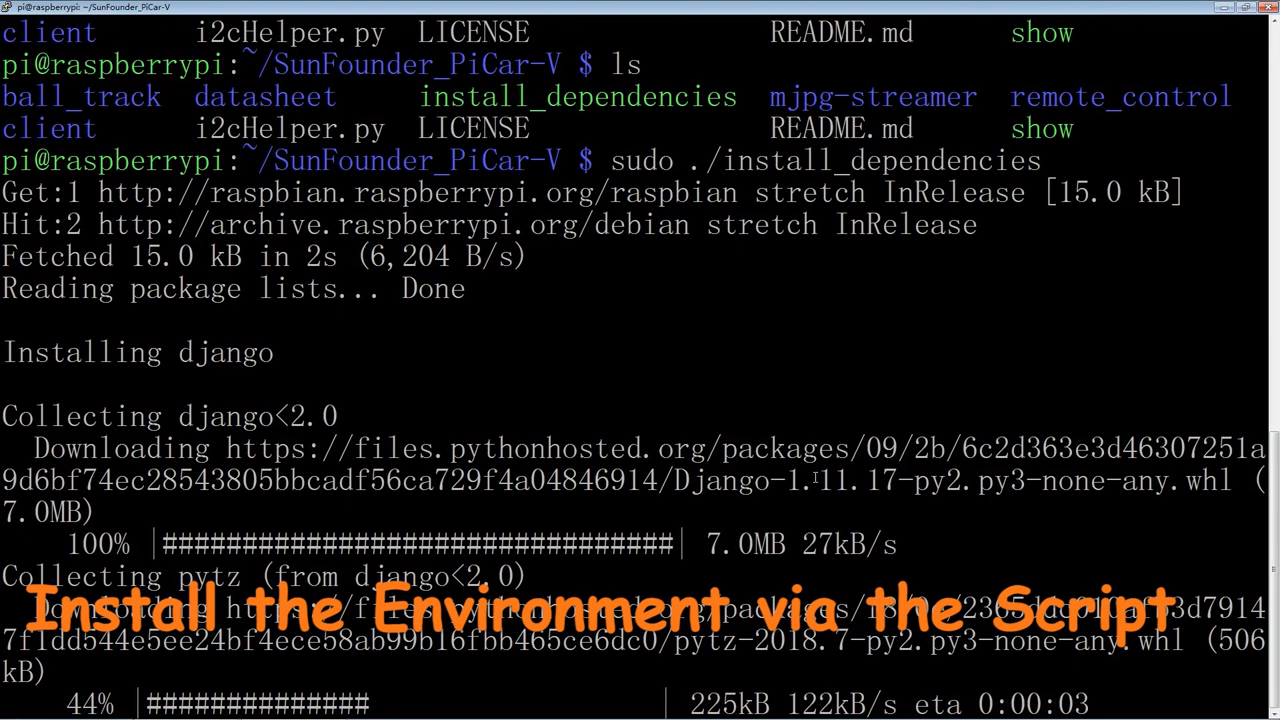 pi@raspberrypi: ~/SunFounder_PiCar-V
client i2cHelper.py LICENSE README.md show
pi@raspberrypi:~/SunFounder_PiCar-V $ ls
ball_track datasheet install_dependencies mjpg-streamer remote_control
client i2cHelper.py LICENSE README.md show
pi@raspberrypi:~/SunFounder_PiCar-V $ sudo ./install_dependencies
Get:1 http://raspbian.raspberrypi.org/raspbian stretch InRelease [15.0 kB]
Hit:2 http://archive.raspberrypi.org/debian stretch InRelease
Fetched 15.0 kB in 2s (6,204 B/s)
Reading package lists... Done
Installing django
Collecting django<2.0
Downloading https://files.pythonhosted.org/packages/09/2b/6c2d363e3d46307251a
9d6bf74ec28543805bbcadf56ca729f4a04846914/Django-1.11.17-py2.py3-none-any.whl (
7.0MB)
100% |################################| 7.0MB 27kB/s
Collecting pytz (from django<2.0)
Install the Environment via the Script
7f1dd544e5ee24bf4ece58ab99b16fbb465ce6dc0/pytz-2018.7-py2.py3-none-any.whl (506
kB)
44% |############## | 225kB 122kB/s eta 0:00:03